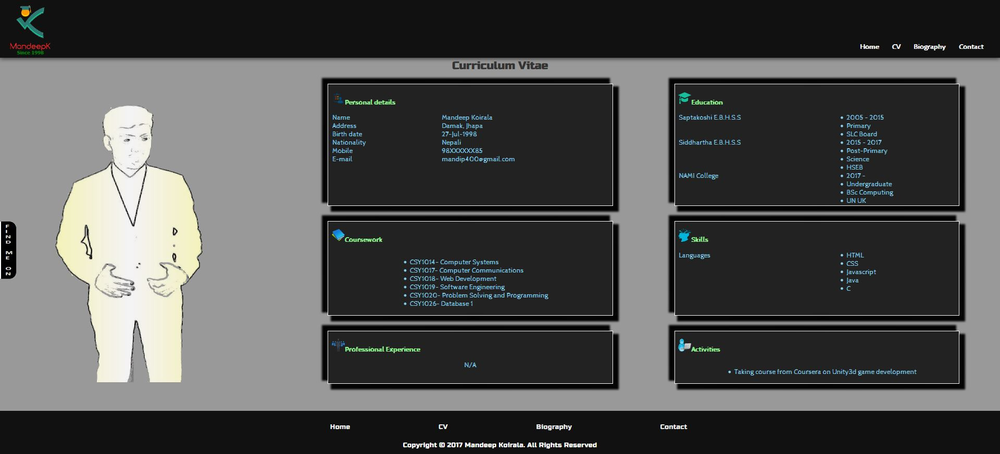 MandeepK
Since 1998
Home CV Biography Contact
Curriculum Vitae
FIND ME ON
Personal details
Name Mandeep Koirala
Address Damak, Jhapa
Birth date 27-Jul-1998
Nationality Nepali
Mobile 98XXXXXX85
E-mail mandip400@gmail.com
Education
Saptakoshi E.B.H.S.S • 2005 - 2015
• Primary
• SLC Board
Siddhartha E.B.H.S.S • 2015 - 2017
• Post-Primary
• Science
• HSEB
NAMI College • 2017 -
• Undergraduate
• BSc Computing
• UN UK
Coursework
• CSY1014- Computer Systems
• CSY1017- Computer Communications
• CSY1018- Web Development
• CSY1019- Software Engineering
• CSY1020- Problem Solving and Programming
• CSY1026- Database 1
Skills
Languages • HTML
• CSS
• Javascript
• Java
• C
Professional Experience
N/A
Activities
• Taking course from Coursera on Unity3d game development
Home CV Biography Contact
Copyright © 2017 Mandeep Koirala. All Rights Reserved